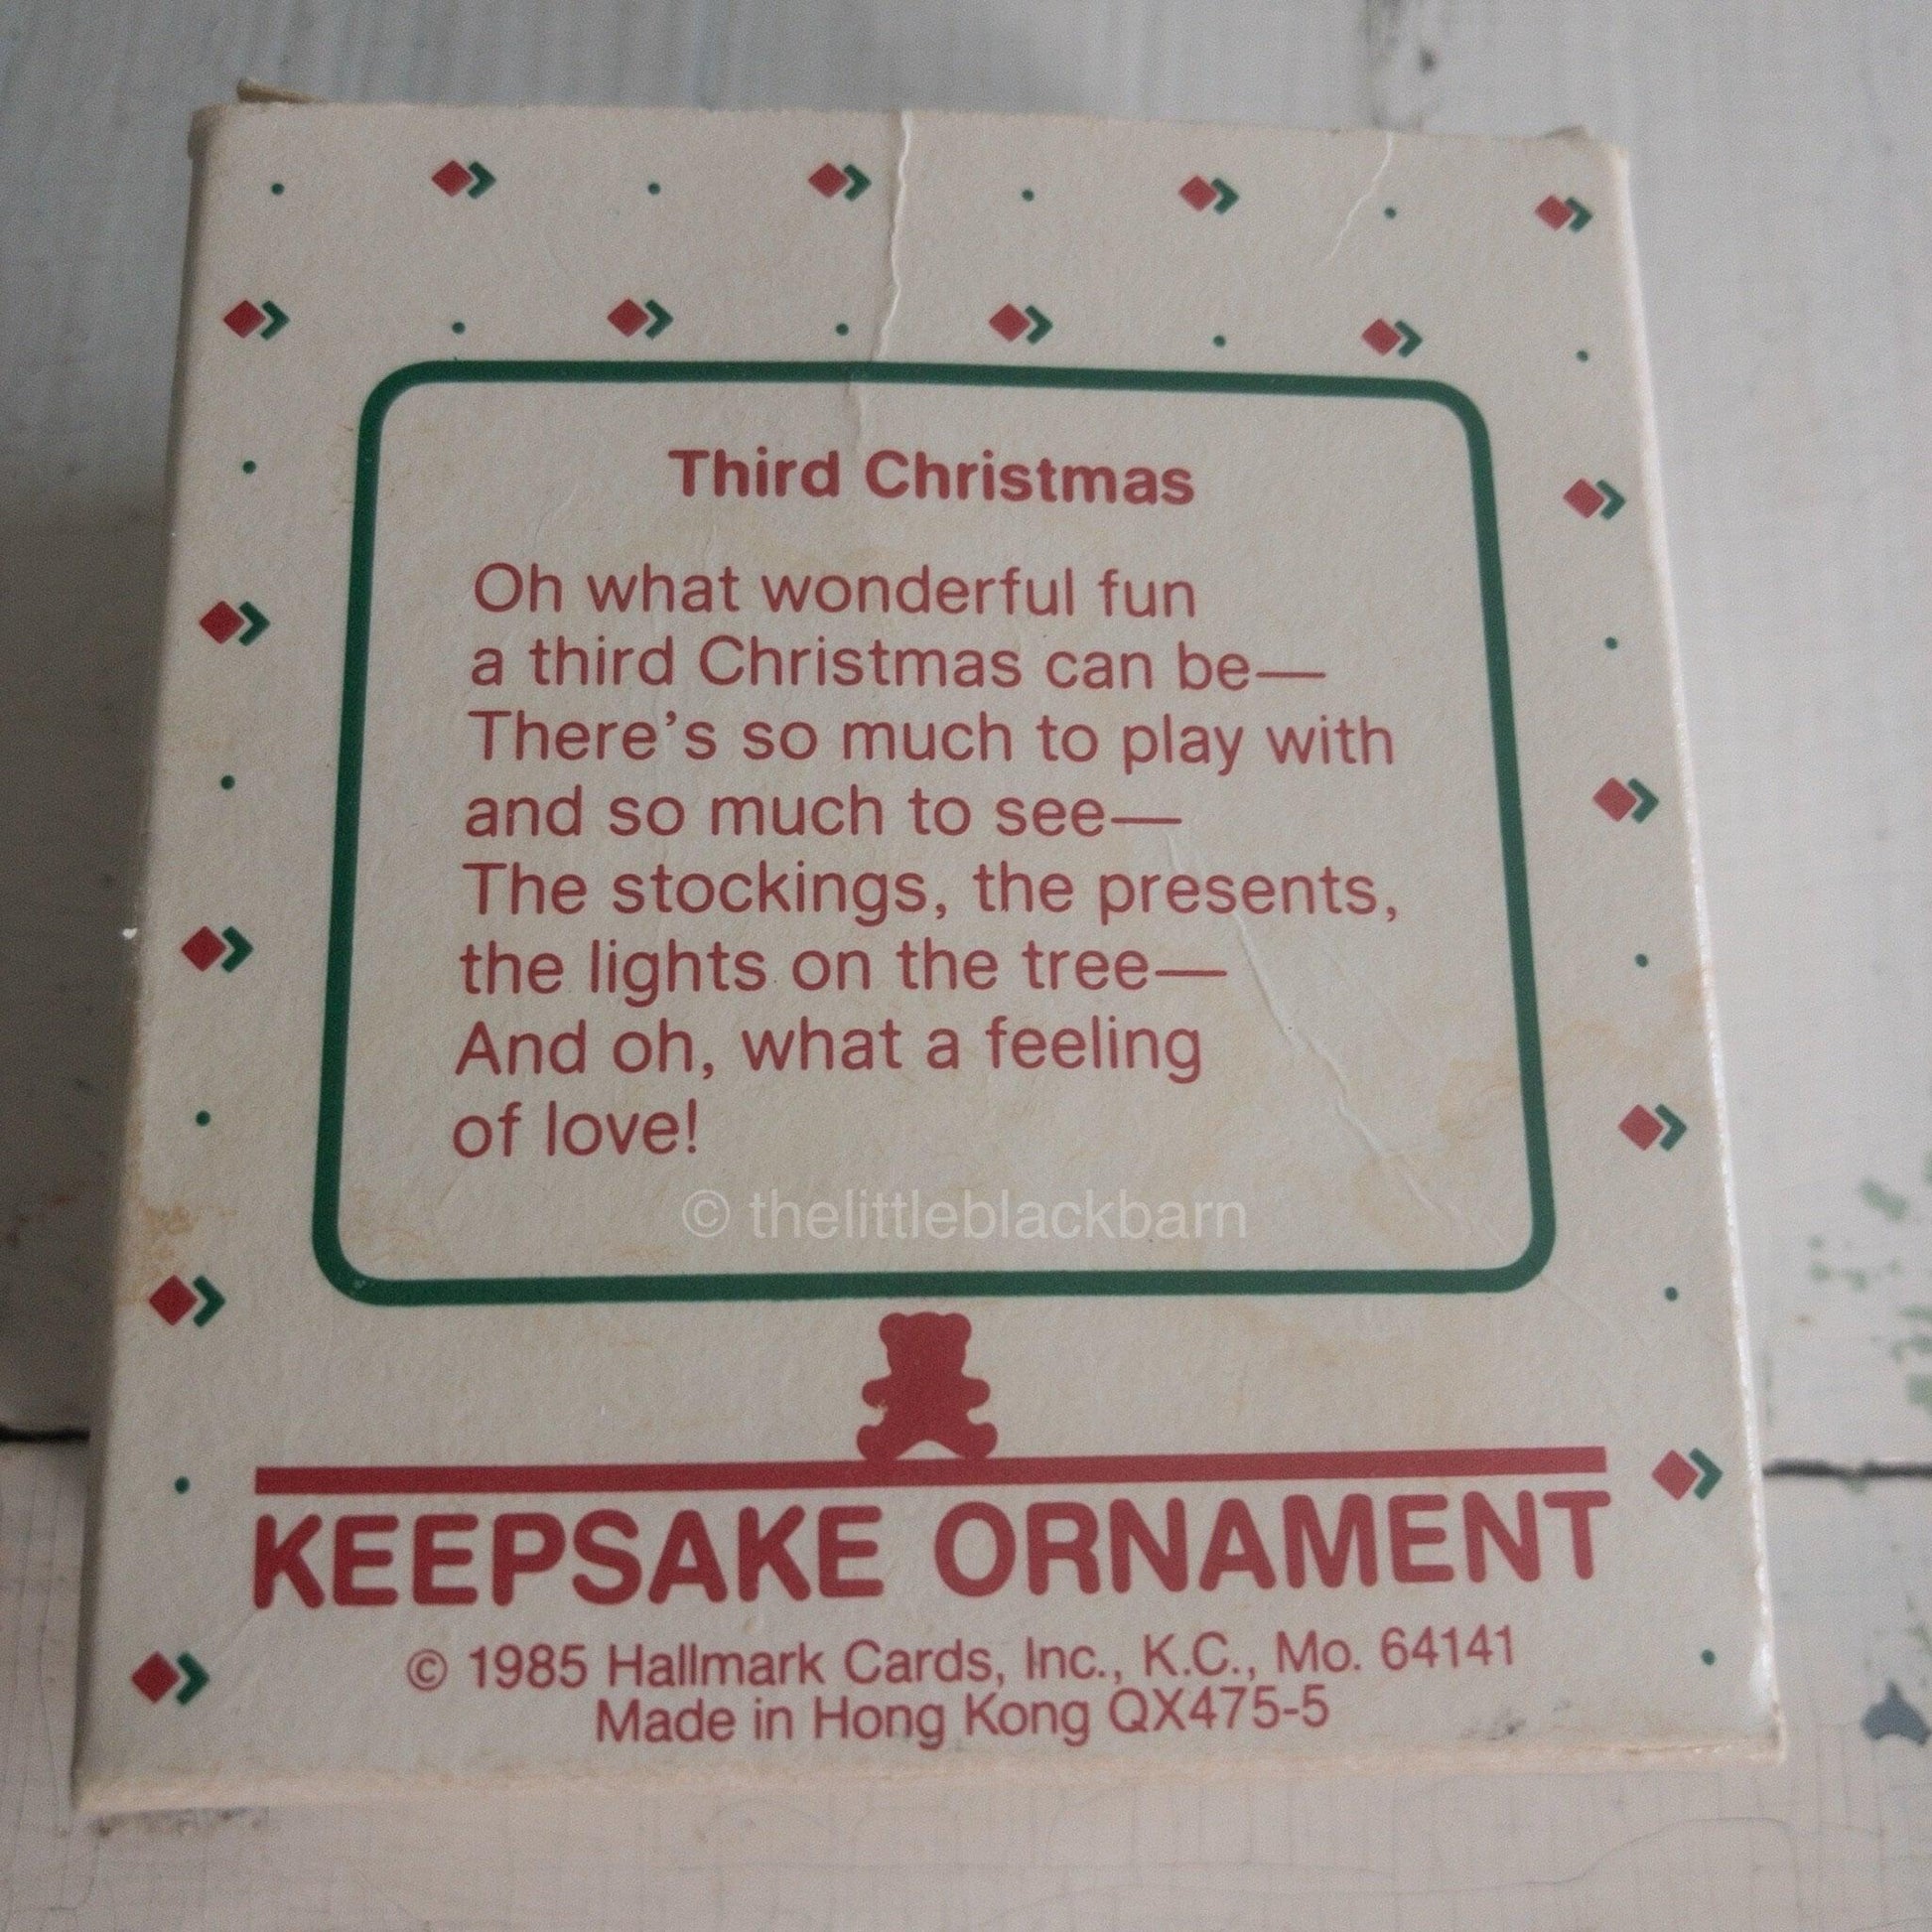 Third Christmas
Oh what wonderful fun
a third Christmas can be—
There's so much to play with
and so much to see—
The stockings, the presents,
the lights on the tree—
And oh, what a feeling
of love!
© thelittleblackbarn
KEEPSAKE ORNAMENT
© 1985 Hallmark Cards, Inc., K.C., Mo. 64141
Made in Hong Kong QX475-5